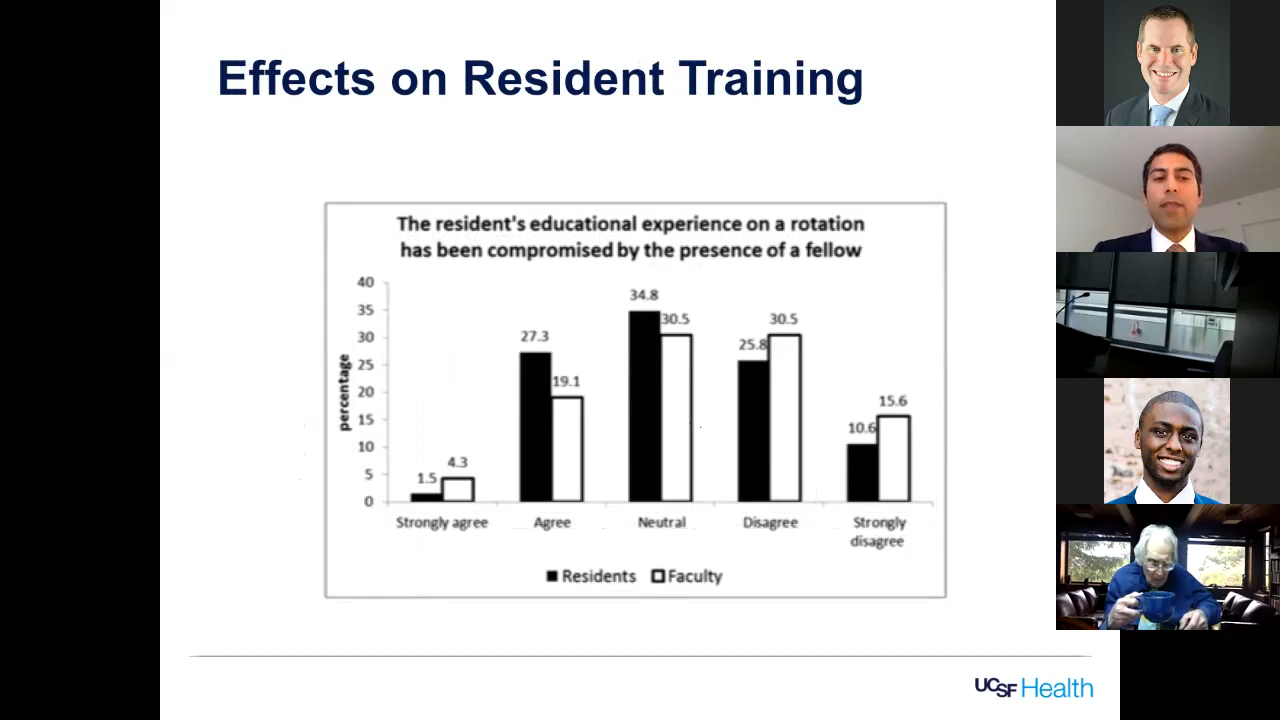 Effects on Resident Training
The resident's educational experience on a rotation
has been compromised by the presence of a fellow
percentage
40
35
30
25
20
15
10
5
0
1.5
4.3
27.3
19.1
34.8
30.5
25.8
30.5
10.6
15.6
Strongly agree
Agree
Neutral
Disagree
Strongly
disagree
Residents
Faculty
UCSF Health